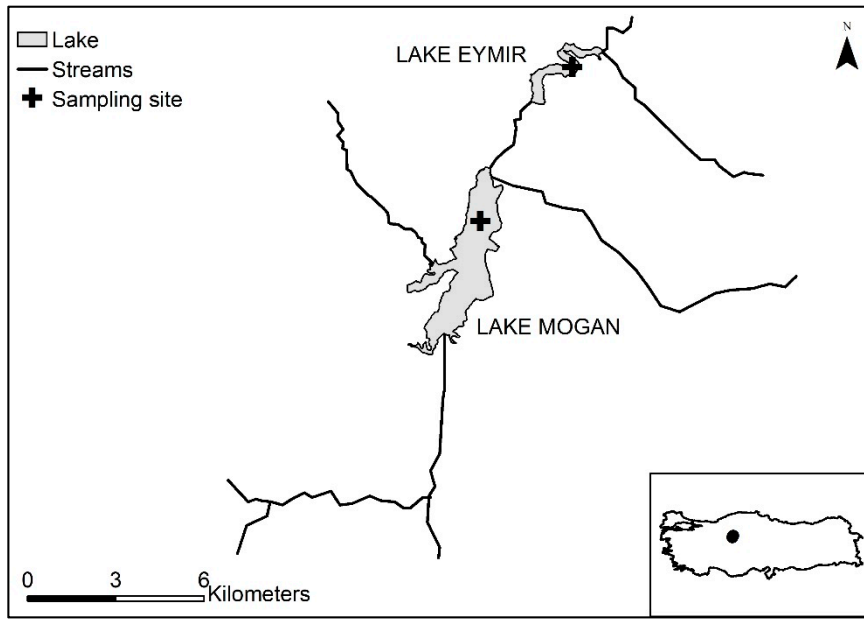 Lake
Streams
Sampling site
LAKE EYMIR
N
LAKE MOGAN
0 3 6
Kilometers